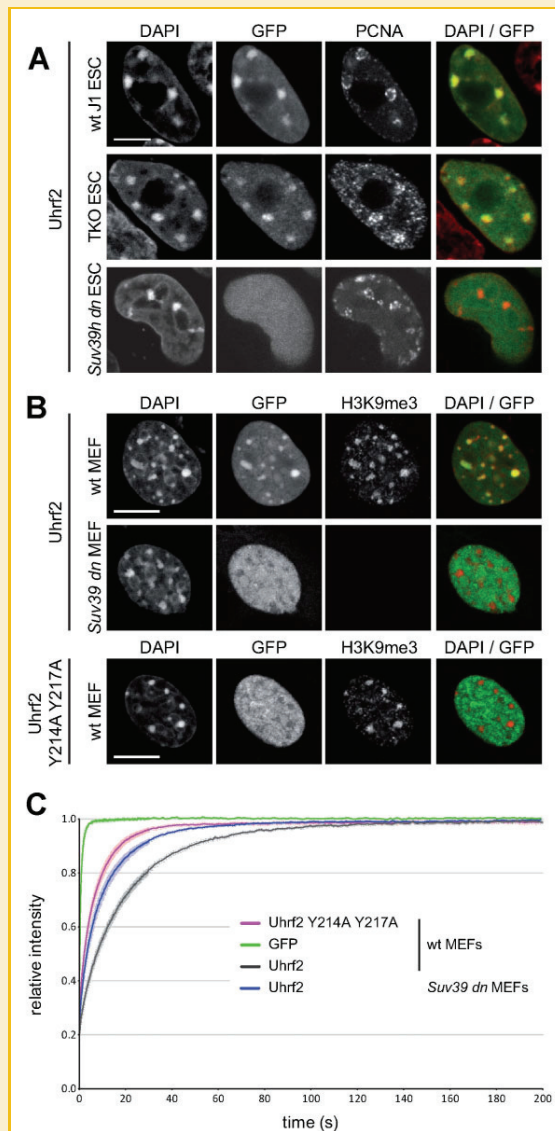 A
DAPI GFP PCNA DAPI / GFP
Uhrf2
wt J1 ESC
TKO ESC
Suv39h dn ESC
B
DAPI GFP H3K9me3 DAPI / GFP
Uhrf2
wt MEF
Suv39 dn MEF
DAPI GFP H3K9me3 DAPI / GFP
Uhrf2
Y214A Y217A
wt MEF
C
relative intensity
1.0
0.8
0.6
0.4
0.2
0.0
Uhrf2 Y214A Y217A
GFP
Uhrf2
wt MEFs
Uhrf2
Suv39 dn MEFs
0 20 40 60 80 100 120 140 160 180 200
time (s)